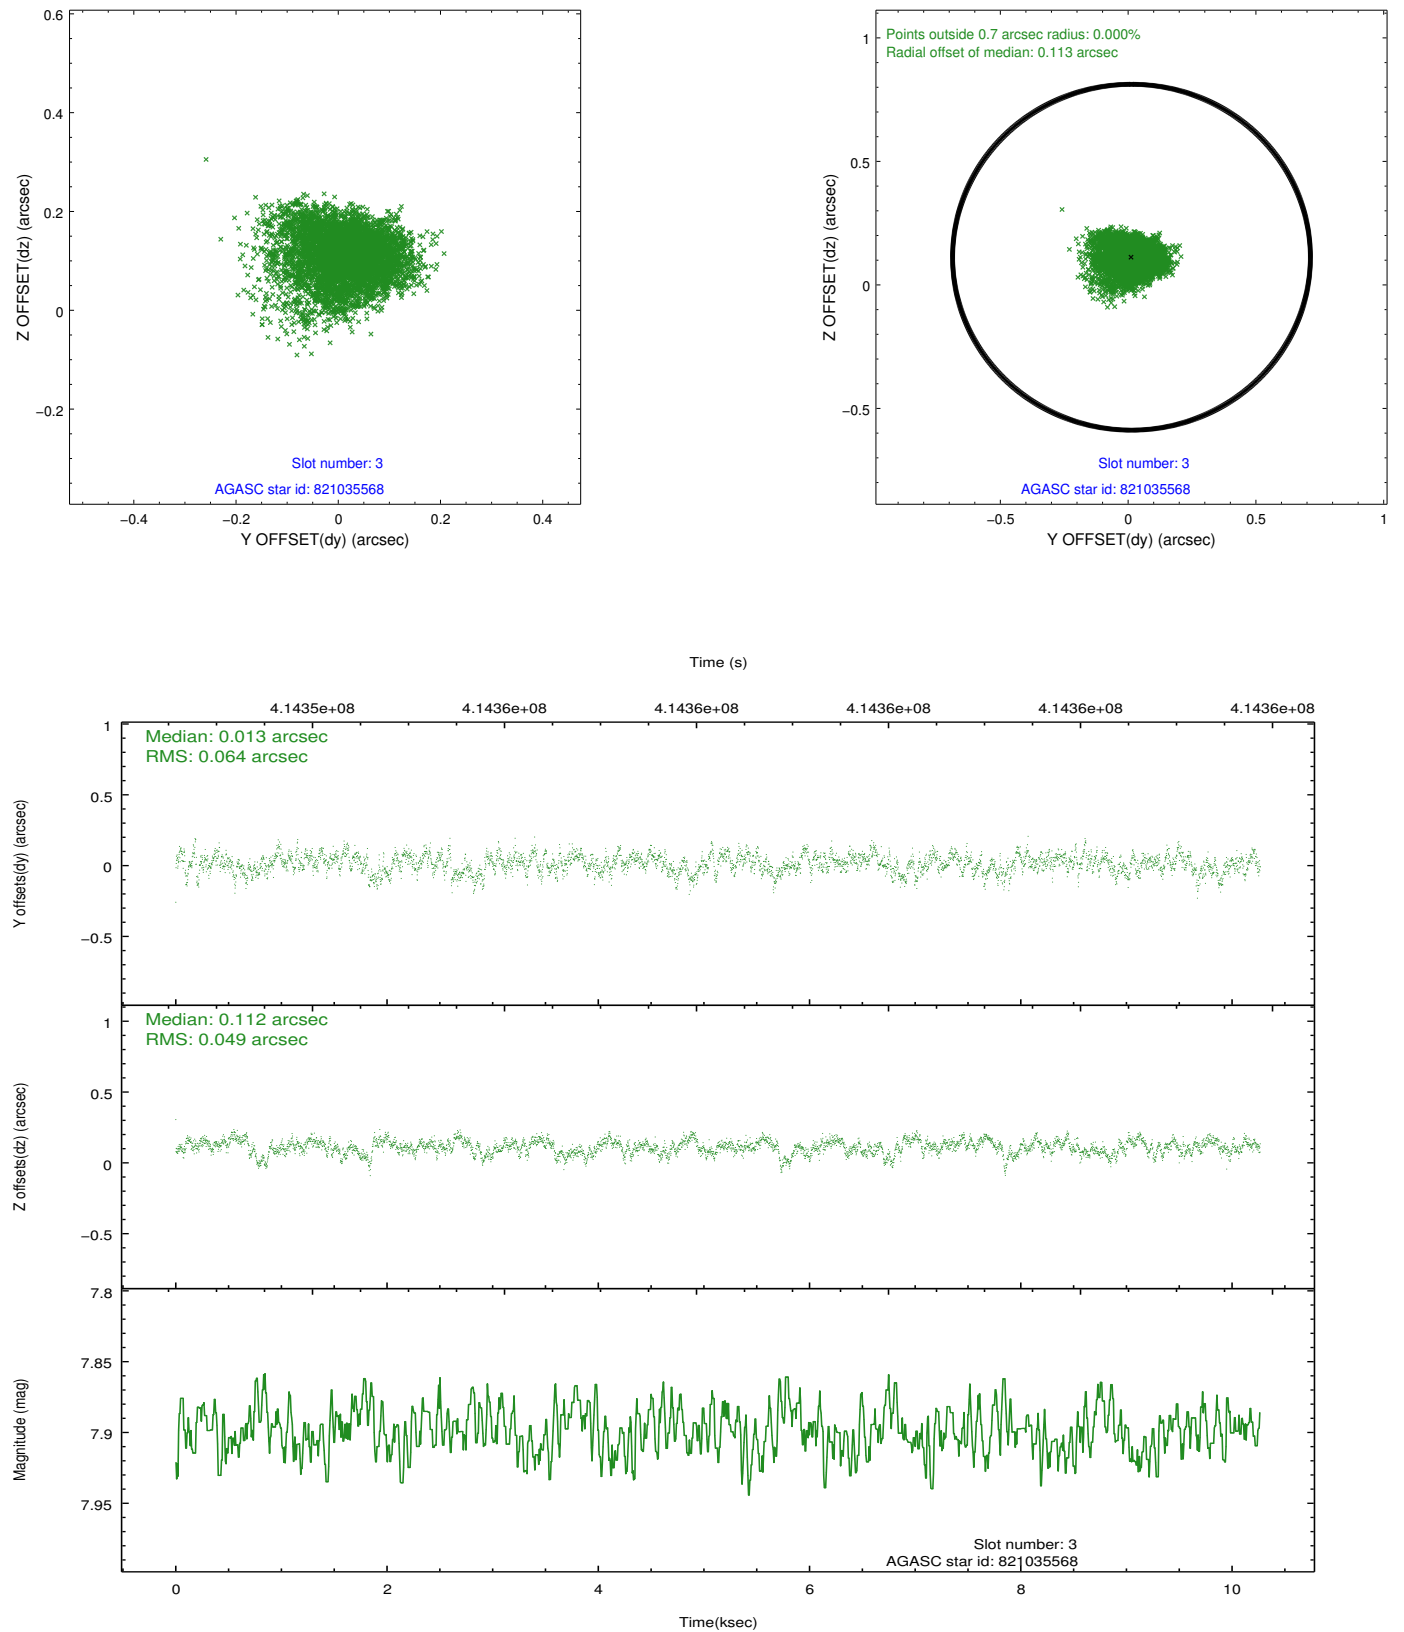 0.6
0.4
0.2
0
−0.2
Z OFFSET(dz) (arcsec)
Slot number: 3
AGASC star id: 821035568
−0.4 −0.2 0 0.2 0.4
Y OFFSET(dy) (arcsec)
Points outside 0.7 arcsec radius: 0.000%
Radial offset of median: 0.113 arcsec
1
0.5
0
−0.5
Z OFFSET(dz) (arcsec)
Slot number: 3
AGASC star id: 821035568
−0.5 0 0.5 1
Y OFFSET(dy) (arcsec)
Time (s)
4.1435e+08 4.1436e+08 4.1436e+08 4.1436e+08 4.1436e+08 4.1436e+08
Median: 0.013 arcsec
RMS: 0.064 arcsec
1
0.5
0
−0.5
Y offsets(dy) (arcsec)
Median: 0.112 arcsec
RMS: 0.049 arcsec
1
0.5
0
−0.5
Z offsets(dz) (arcsec)
7.8
7.85
7.9
7.95
Magnitude (mag)
Slot number: 3
AGASC star id: 821035568
0 2 4 6 8 10
Time(ksec)